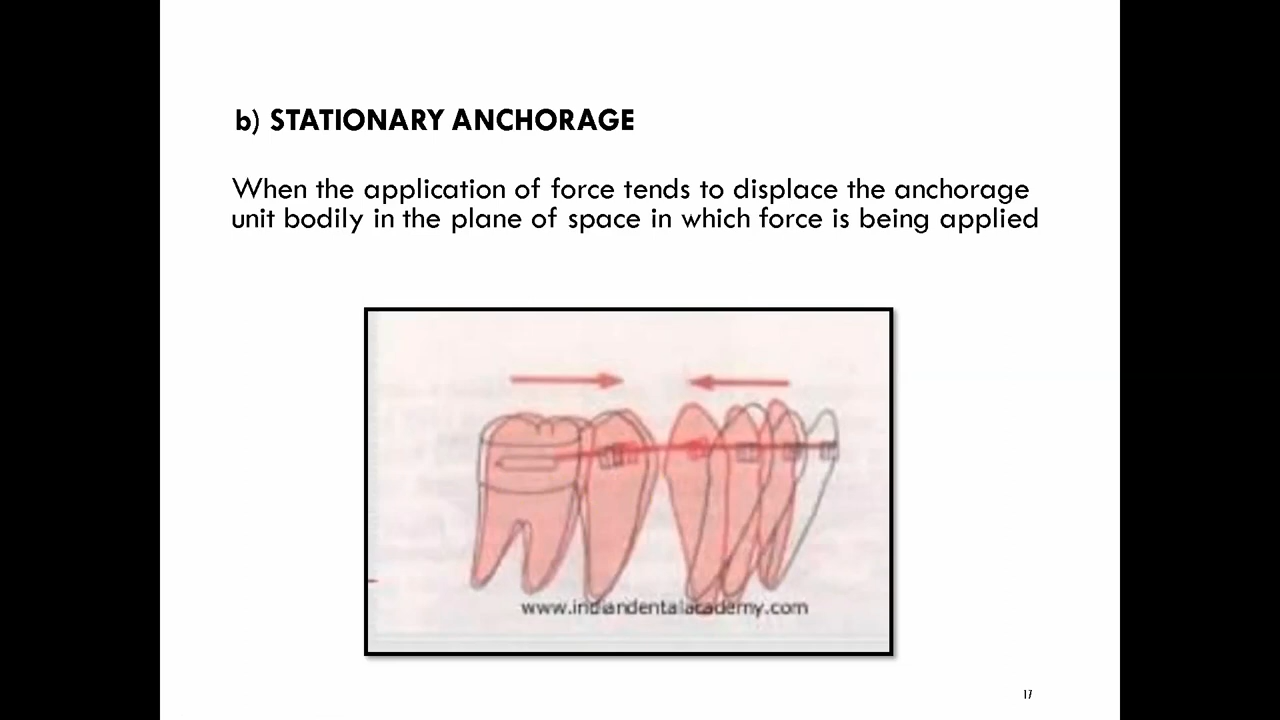 b) STATIONARY ANCHORAGE
When the application of force tends to displace the anchorage
unit bodily in the plane of space in which force is being applied
www.indiandentalacademy.com
17